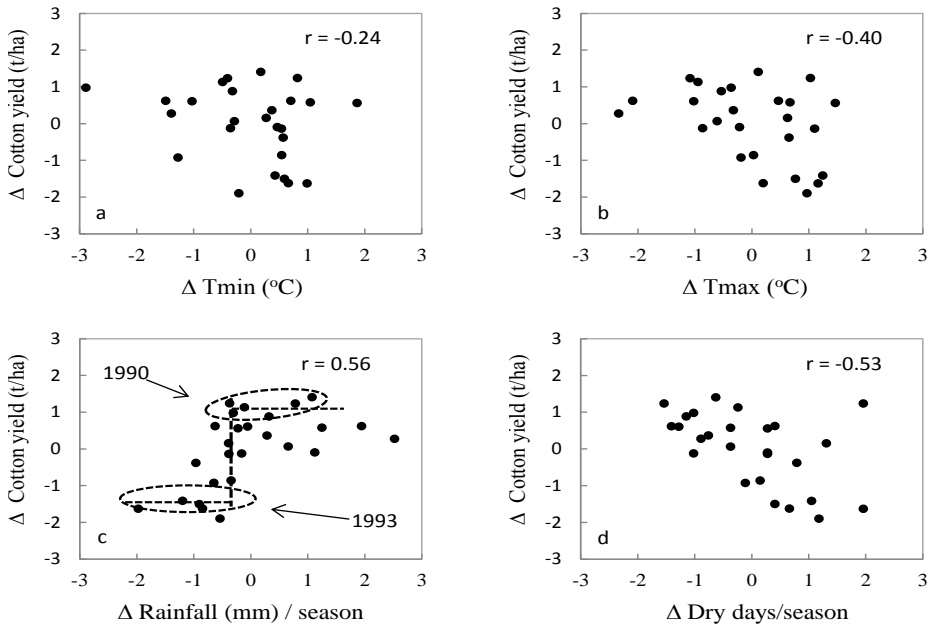 3
2
1
0
-1
-2
-3
Δ Cotton yield (t/ha)
r = -0.24
a
-3 -2 -1 0 1 2 3
Δ Tmin (°C)
3
2
1
0
-1
-2
-3
Δ Cotton yield (t/ha)
r = -0.40
b
-3 -2 -1 0 1 2 3
Δ Tmax (°C)
3
2
1
0
-1
-2
-3
Δ Cotton yield (t/ha)
r = 0.56
1990
1993
c
-3 -2 -1 0 1 2 3
Δ Rainfall (mm) / season
3
2
1
0
-1
-2
-3
Δ Cotton yield (t/ha)
r = -0.53
d
-3 -2 -1 0 1 2 3
Δ Dry days/season